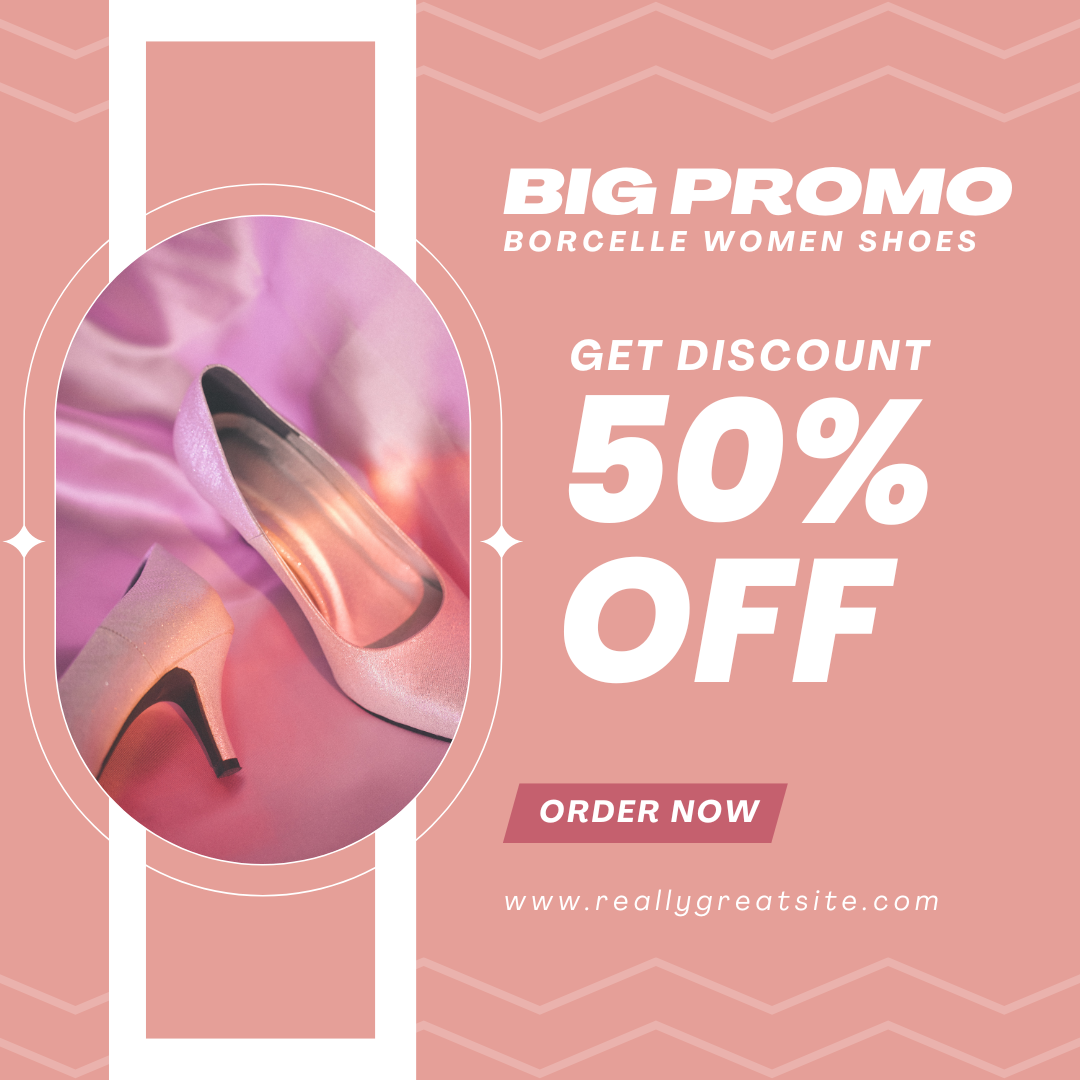 BIG PROMO
BORCELLE WOMEN SHOES
GET DISCOUNT
50%
OFF
ORDER NOW
www.reallygreatsite.com